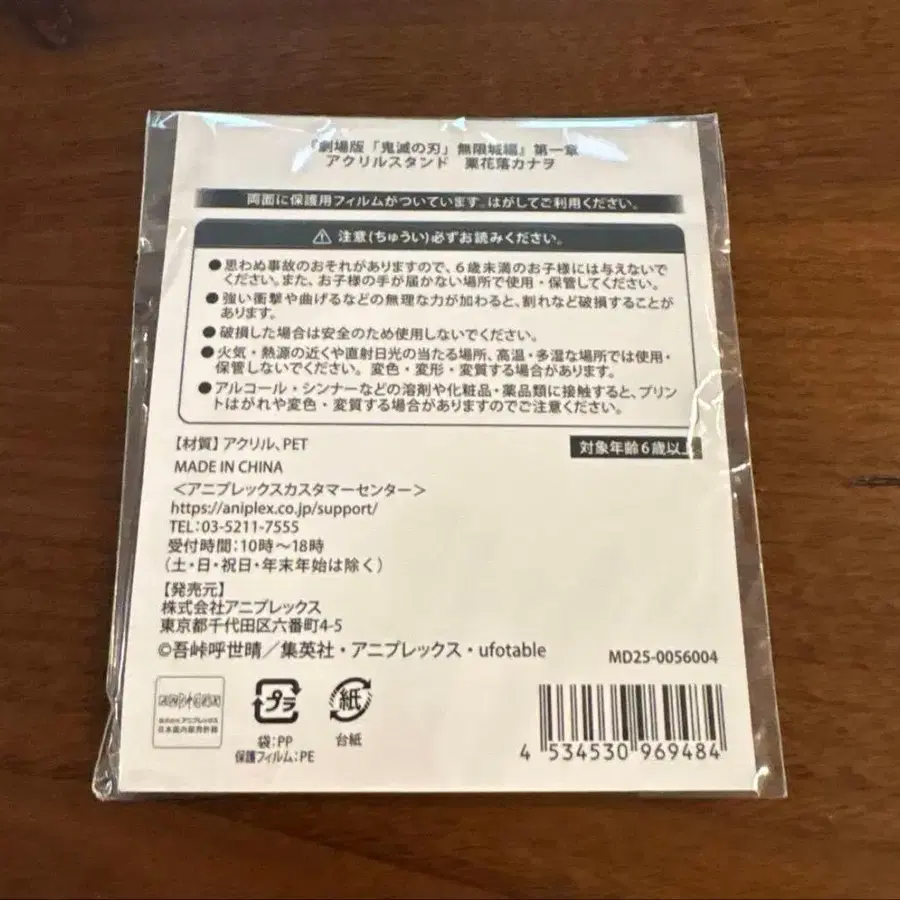 『劇場版「鬼滅の刃」無限城編』第一章
アクリルスタンド　栗花落カナヲ
両面に保護用フィルムがついています。はがしてご利用ください。
⚠ 注意(ちゅうい)必ずお読みください。
●思わぬ事故のおそれがありますので、6歳未満のお子様には与えないで
ください。また、お子様の手が届かない場所で使用・保管してください。
●強い衝撃や曲げるなどの無理な力が加わると、割れなど破損することが
あります。
●破損した場合は安全のため使用しないでください。
●火気・熱源の近くや直射日光の当たる場所、高温・多湿な場所では使用・
保管しないでください。変色・変形・変質する場合があります。
●アルコール・シンナーなどの溶剤や化粧品・薬品類に接触すると、プリン
トはがれや変色・変質する場合がありますのでご注意ください。
【材質】アクリル、PET
対象年齢6歳以上
MADE IN CHINA
＜アニプレックスカスタマーセンター＞
https://aniplex.co.jp/support/
TEL:03-5211-7555
受付時間:10時～18時
(土・日・祝日・年末年始は除く)
【発売元】
株式会社アニプレックス
東京都千代田区六番町4-5
©吾峠呼世晴／集英社・アニプレックス・ufotable
MD25-0056004
株式会社アニプレックス
日本国内販売許諾
プラ
袋:PP
保護フィルム:PE
紙
台紙
4 534530 969484